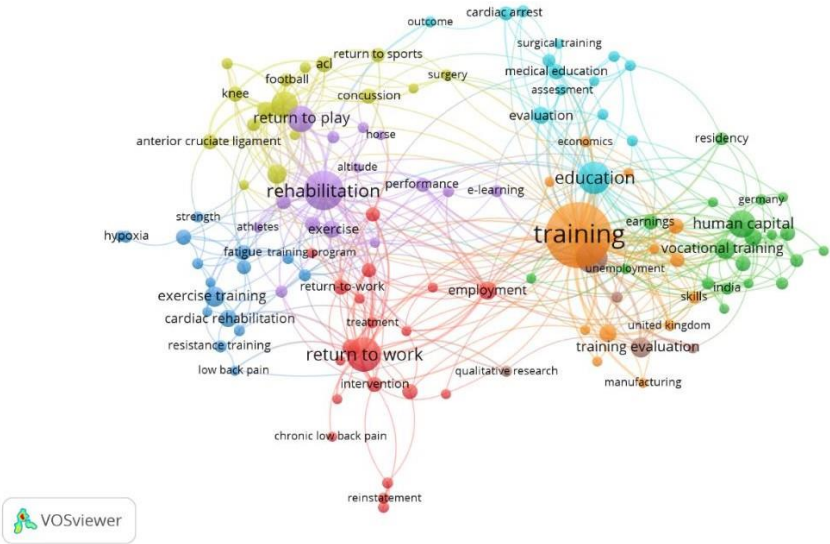 cardiac arrest
outcome
surgical training
return to sports
acl
medical education
surgery
football
assessment
knee
concussion
evaluation
return to play
horse
economics
residency
anterior cruciate ligament
altitude
education
rehabilitation
performance
e-learning
germany
strength
earnings
human capital
athletes
exercise
training
hypoxia
vocational training
fatigue
training program
unemployment
return-to-work
employment
india
exercise training
skills
cardiac rehabilitation
treatment
united kingdom
resistance training
training evaluation
return to work
low back pain
qualitative research
intervention
manufacturing
chronic low back pain
reinstatement
VOSviewer